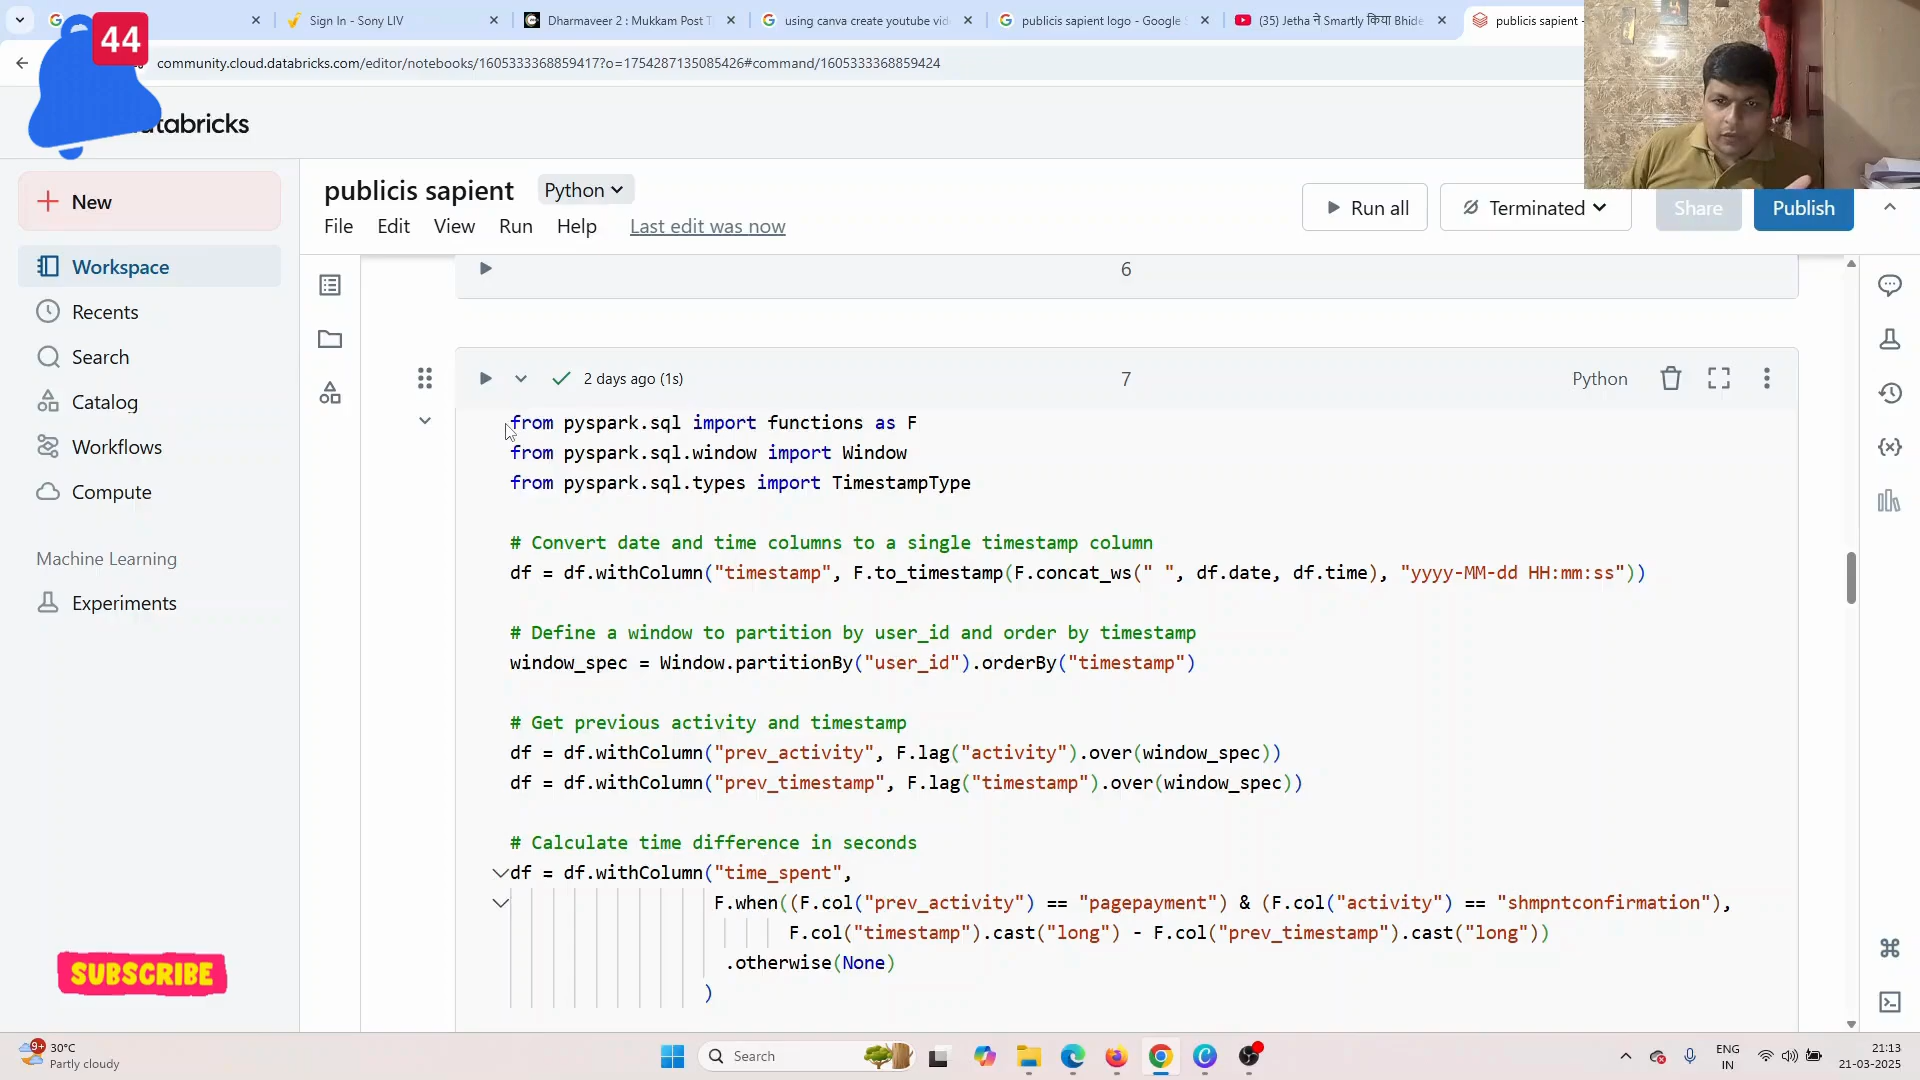 Sign In - Sony LIV
Dharmaveer 2 : Mukkam Post T
using canva create youtube vid
publicis sapient logo - Google S
(35) Jetha ने Smartly किया Bhide
publicis sapient -
44
community.cloud.databricks.com/editor/notebooks/1605333368859417?o=1754287135085426#command/1605333368859424
databricks
New
Workspace
Recents
Search
Catalog
Workflows
Compute
Machine Learning
Experiments
SUBSCRIBE
publicis sapient
Python
File Edit View Run Help Last edit was now
Run all
Terminated
Share
Publish
6
2 days ago (1s)
7
Python
from pyspark.sql import functions as F
from pyspark.sql.window import Window
from pyspark.sql.types import TimestampType
# Convert date and time columns to a single timestamp column
df = df.withColumn("timestamp", F.to_timestamp(F.concat_ws(" ", df.date, df.time), "yyyy-MM-dd HH:mm:ss"))
# Define a window to partition by user_id and order by timestamp
window_spec = Window.partitionBy("user_id").orderBy("timestamp")
# Get previous activity and timestamp
df = df.withColumn("prev_activity", F.lag("activity").over(window_spec))
df = df.withColumn("prev_timestamp", F.lag("timestamp").over(window_spec))
# Calculate time difference in seconds
df = df.withColumn("time_spent",
F.when((F.col("prev_activity") == "pagepayment") & (F.col("activity") == "shmpntconfirmation"),
F.col("timestamp").cast("long") - F.col("prev_timestamp").cast("long"))
.otherwise(None)
)
9+
30°C
Partly cloudy
Search
ENG
IN
21:13
21-03-2025